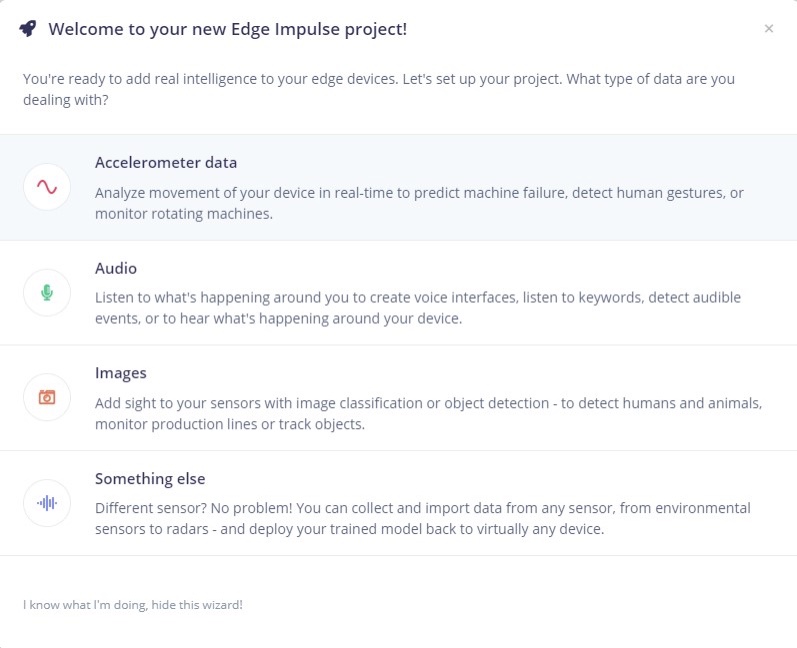 Welcome to your new Edge Impulse project!
You're ready to add real intelligence to your edge devices. Let's set up your project. What type of data are you
dealing with?
Accelerometer data
Analyze movement of your device in real-time to predict machine failure, detect human gestures, or
monitor rotating machines.
Audio
Listen to what's happening around you to create voice interfaces, listen to keywords, detect audible
events, or to hear what's happening around your device.
Images
Add sight to your sensors with image classification or object detection - to detect humans and animals,
monitor production lines or track objects.
Something else
Different sensor? No problem! You can collect and import data from any sensor, from environmental
sensors to radars - and deploy your trained model back to virtually any device.
I know what I'm doing, hide this wizard!